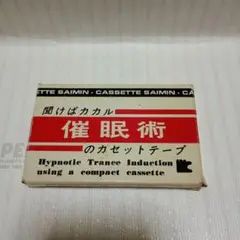 ETTE SAIMIN - CASSETTE SAIMIN - CA
聞けばカカル
催眠術
のカセットテープ
Hypnotic Trance Induction
using a compact cassette